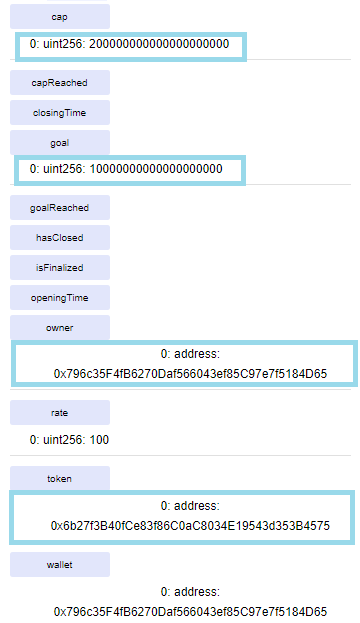 cap
0: uint256: 200000000000000000000
capReached
closingTime
goal
0: uint256: 10000000000000000000
goalReached
hasClosed
isFinalized
openingTime
owner
0: address:
0x796c35F4fB6270Daf566043ef85C97e7f5184D65
rate
0: uint256: 100
token
0: address:
0x6b27f3B40fCe83f86C0aC8034E19543d353B4575
wallet
0: address:
0x796c35F4fB6270Daf566043ef85C97e7f5184D65